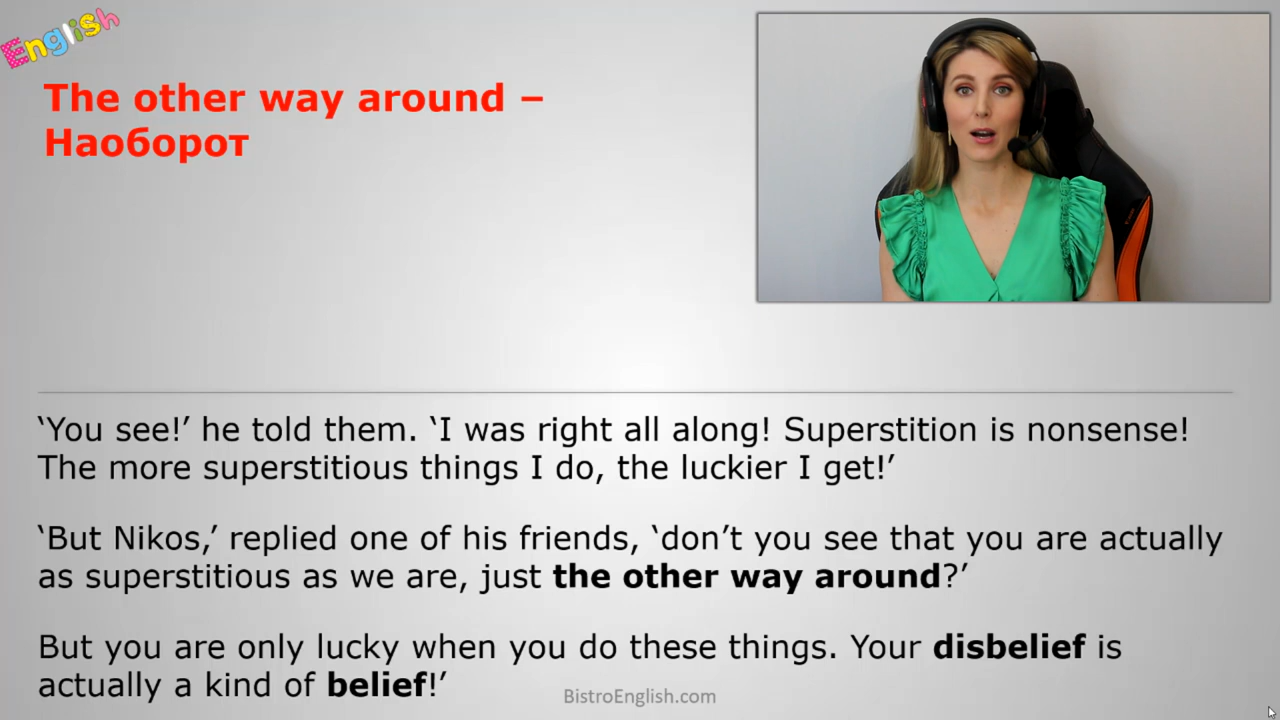 English
The other way around –
Наоборот
‘You see!’ he told them. ‘I was right all along! Superstition is nonsense!
The more superstitious things I do, the luckier I get!’
‘But Nikos,’ replied one of his friends, ‘don’t you see that you are actually
as superstitious as we are, just the other way around?’
But you are only lucky when you do these things. Your disbelief is
actually a kind of belief!’
BistroEnglish.com